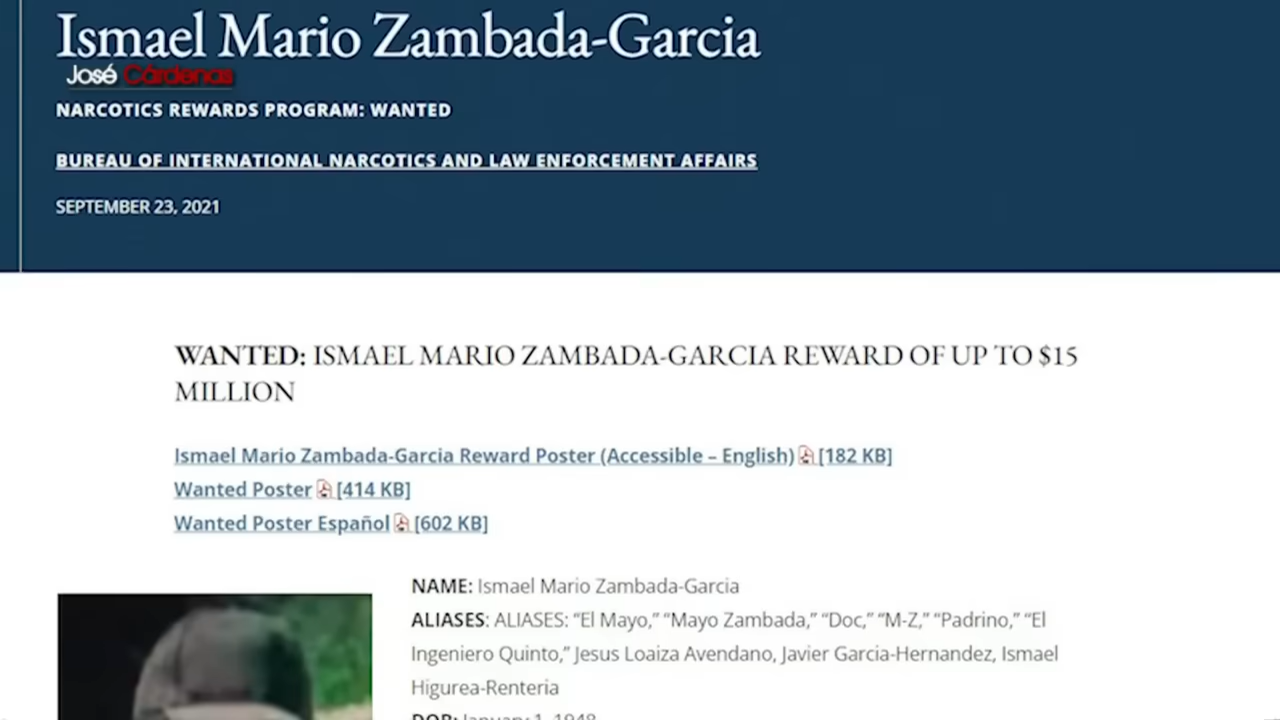 Ismael Mario Zambada-Garcia
José Cárdenas
NARCOTICS REWARDS PROGRAM: WANTED
BUREAU OF INTERNATIONAL NARCOTICS AND LAW ENFORCEMENT AFFAIRS
SEPTEMBER 23, 2021
WANTED: ISMAEL MARIO ZAMBADA-GARCIA REWARD OF UP TO $15
MILLION
Ismael Mario Zambada-Garcia Reward Poster (Accessible – English) [182 KB]
Wanted Poster [414 KB]
Wanted Poster Español [602 KB]
NAME: Ismael Mario Zambada-Garcia
ALIASES: ALIASES: “El Mayo,” “Mayo Zambada,” “Doc,” “M-Z,” “Padrino,” “El
Ingeniero Quinto,” Jesus Loaiza Avendano, Javier Garcia-Hernandez, Ismael
Higurea-Renteria
DOB: January 1, 1948